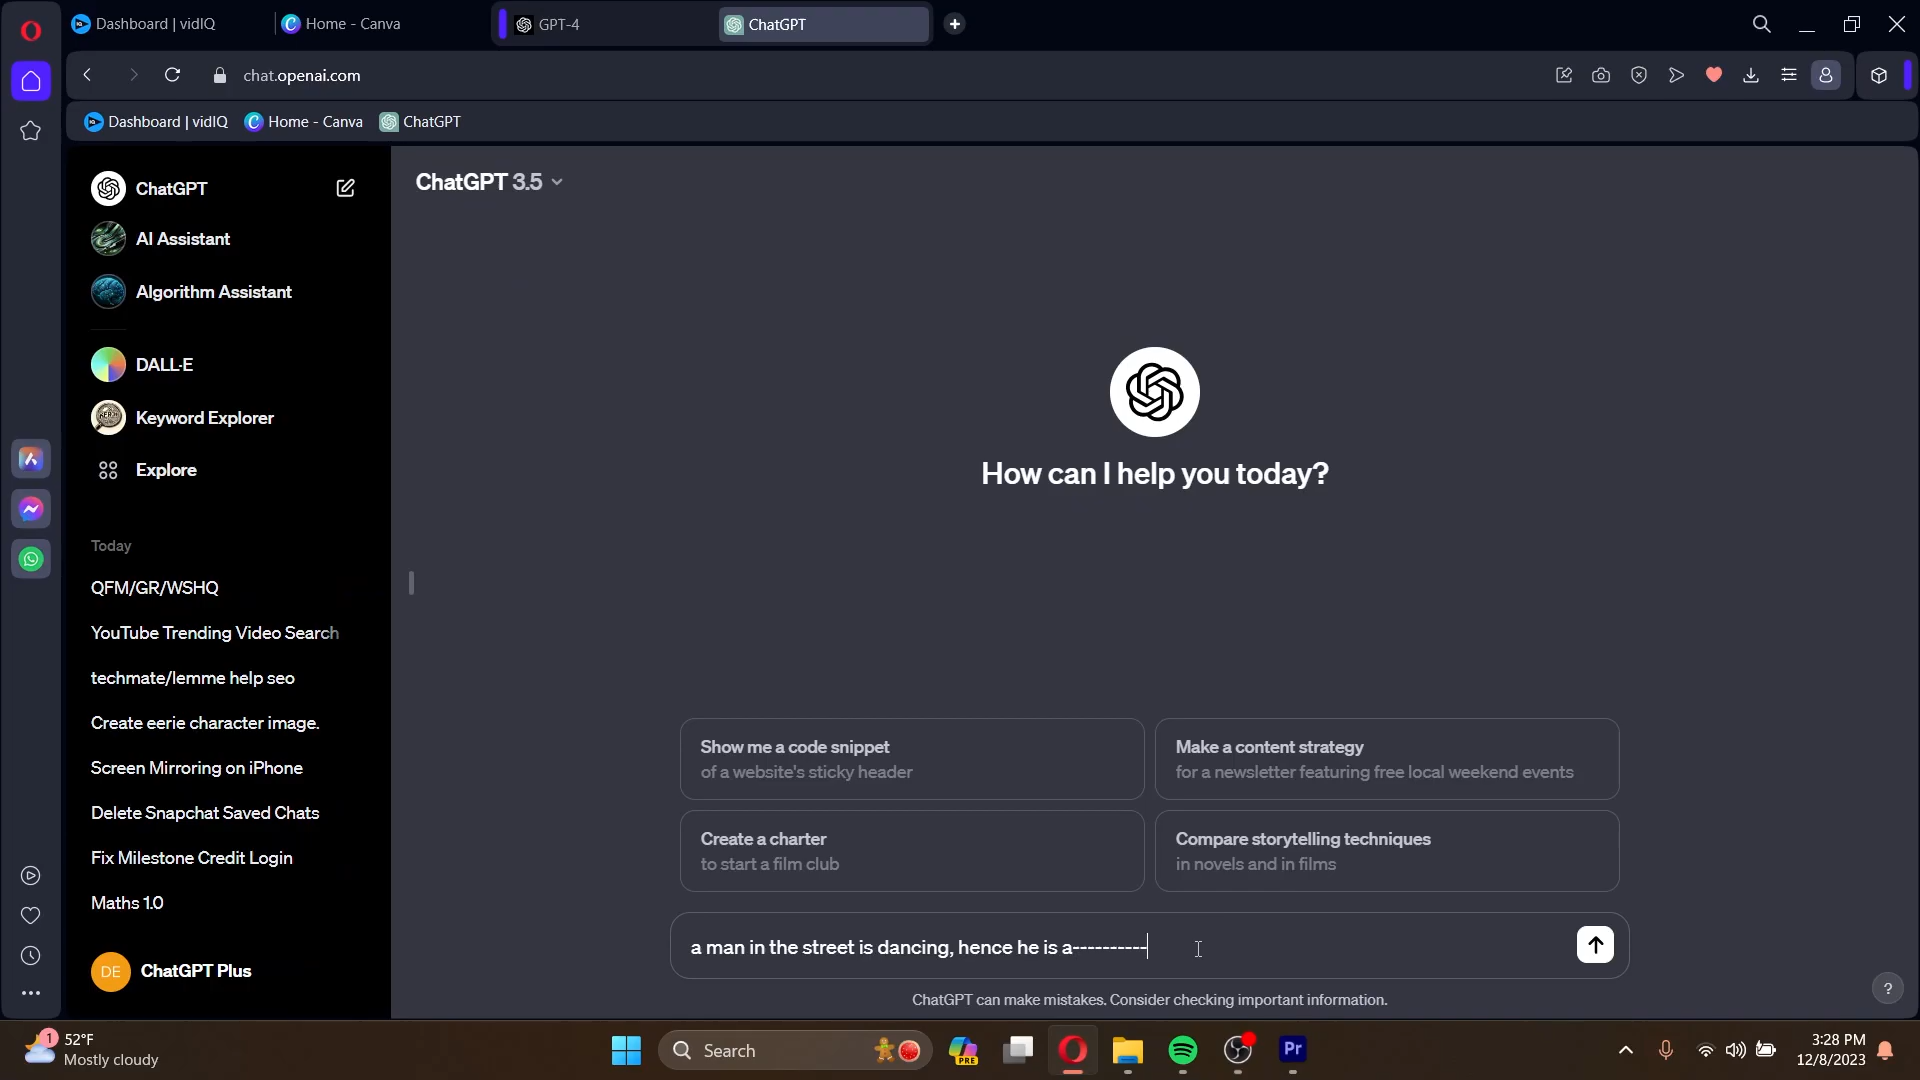 Dashboard | vidIQ
Home - Canva
GPT-4
ChatGPT
chat.openai.com
Dashboard | vidIQ
Home - Canva
ChatGPT
ChatGPT
AI Assistant
Algorithm Assistant
DALL·E
Keyword Explorer
Explore
Today
QFM/GR/WSHQ
YouTube Trending Video Search
techmate/lemme help seo
Create eerie character image.
Screen Mirroring on iPhone
Delete Snapchat Saved Chats
Fix Milestone Credit Login
Maths 1.0
DE
ChatGPT Plus
ChatGPT 3.5
How can I help you today?
Show me a code snippet
of a website's sticky header
Make a content strategy
for a newsletter featuring free local weekend events
Create a charter
to start a film club
Compare storytelling techniques
in novels and in films
a man in the street is dancing, hence he is a----------
ChatGPT can make mistakes. Consider checking important information.
?
1
52°F
Mostly cloudy
Search
PRE
Pr
3:28 PM
12/8/2023